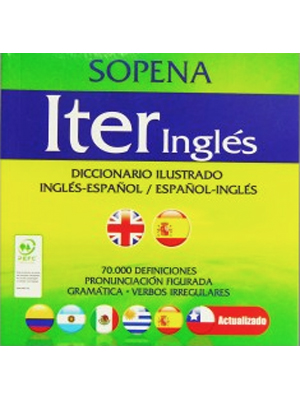 SOPENA
Iter Inglés
DICCIONARIO ILUSTRADO
INGLÉS-ESPAÑOL / ESPAÑOL-INGLÉS
PEFC
70.000 DEFINICIONES
PRONUNCIACIÓN FIGURADA
GRAMÁTICA • VERBOS IRREGULARES
Actualizado